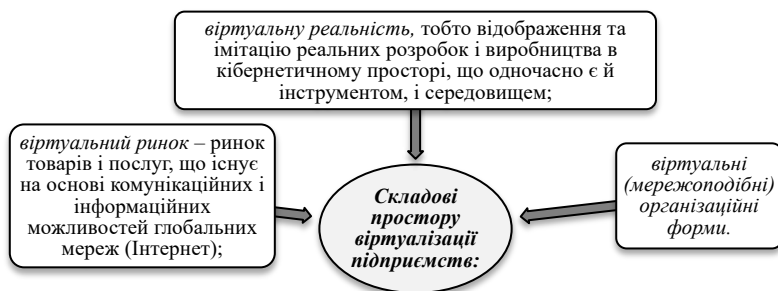 віртуальну реальність, тобто відображення та
імітацію реальних розробок і виробництва в
кібернетичному просторі, що одночасно є й
інструментом, і середовищем;
віртуальний ринок – ринок
товарів і послуг, що існує
на основі комунікаційних і
інформаційних
можливостей глобальних
мереж (Інтернет);
Складові
простору
віртуалізації
підприємств:
віртуальні
(мережоподібні)
організаційні
форми.